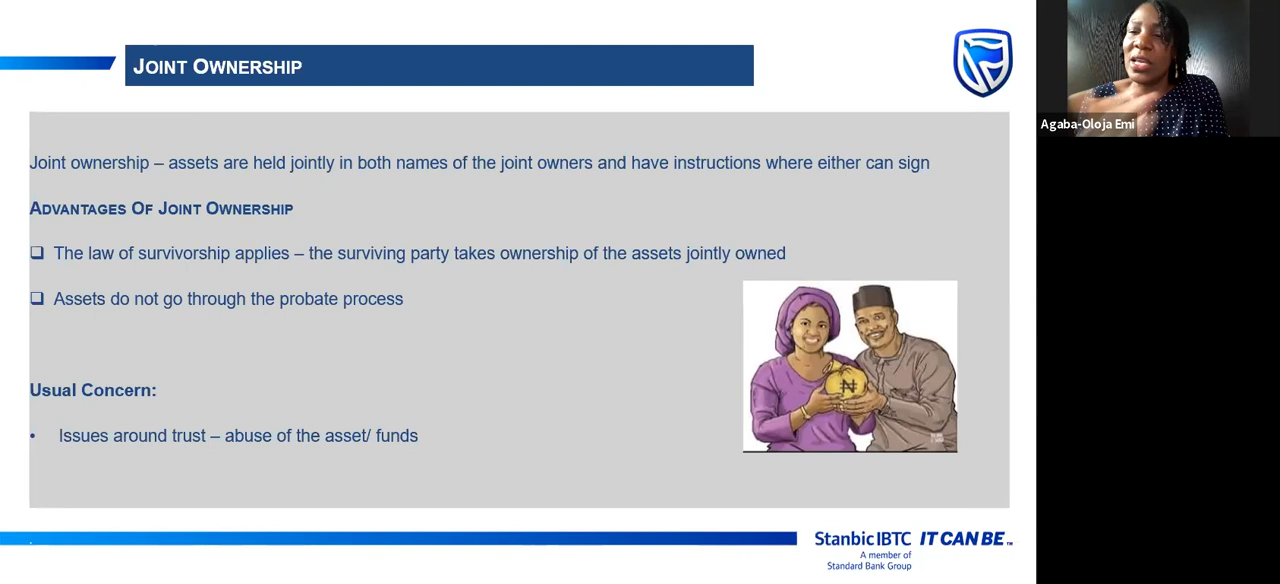 JOINT OWNERSHIP
Agaba-Oloja Emi
Joint ownership – assets are held jointly in both names of the joint owners and have instructions where either can sign
ADVANTAGES OF JOINT OWNERSHIP
❑ The law of survivorship applies – the surviving party takes ownership of the assets jointly owned
❑ Assets do not go through the probate process
₦
Usual Concern:
• Issues around trust – abuse of the asset/ funds
Stanbic IBTC IT CAN BE™
A member of
Standard Bank Group